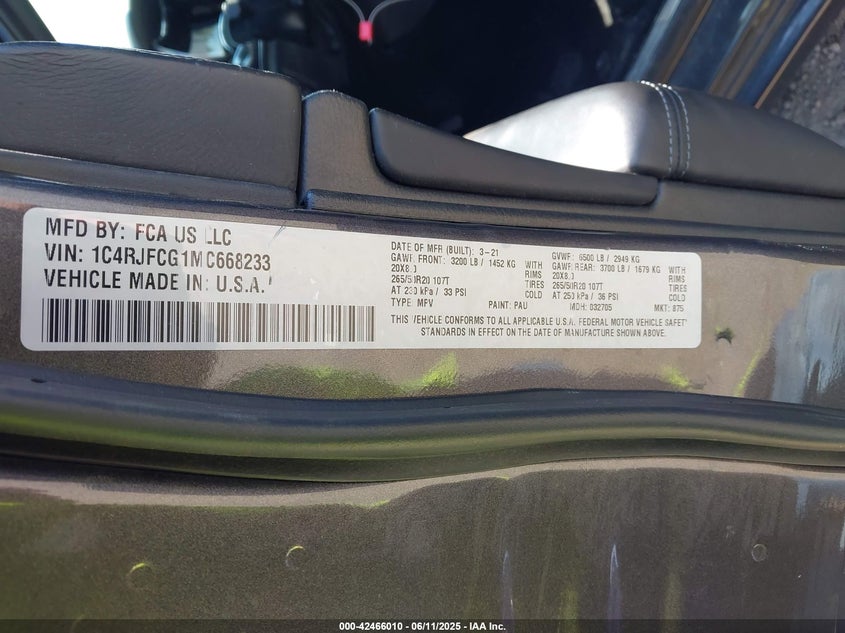 MFD BY: FCA US LLC
VIN: 1C4RJFCG1MC668233
VEHICLE MADE IN: U.S.A.
DATE OF MFR (BUILT): 3-21
GVWR: 6500 LB / 2949 KG
GAWR FRONT: 3200 LB / 1452 KG WITH
GAWR REAR: 3700 LB / 1679 KG WITH
20X8.0 RIMS
20X8.0 RIMS
265/50R20 107T TIRES
265/50R20 107T TIRES
AT 230 kPa / 33 PSI COLD
AT 250 kPa / 36 PSI COLD
TYPE: MPV PAINT: PAU MDH: 032705 MKT: 875
THIS VEHICLE CONFORMS TO ALL APPLICABLE U.S.A. FEDERAL MOTOR VEHICLE SAFETY
STANDARDS IN EFFECT ON THE DATE OF MANUFACTURE SHOWN ABOVE.
000-42466010 - 06/11/2025 - IAA Inc.